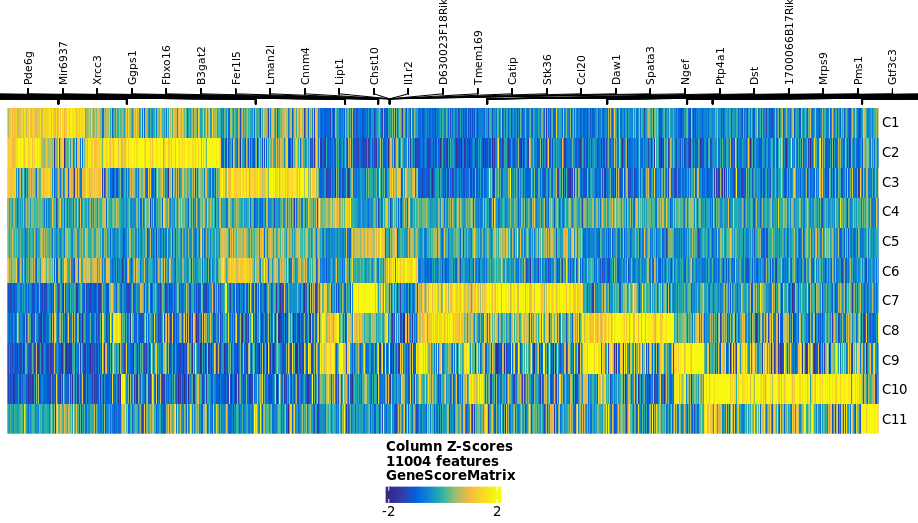 Pde6g
Mir6937
Xrcc3
Ggps1
Fbxo16
B3gat2
Fer1l5
Lman2l
Cnnm4
Lipt1
Chst10
Il1r2
D630023F18Rik
Tmem169
Catip
Stk36
Ccl20
Daw1
Spata3
Ngef
Ptp4a1
Dst
1700066B17Rik
Mrps9
Pms1
Gtf3c3
C1
C2
C3
C4
C5
C6
C7
C8
C9
C10
C11
Column Z-Scores
11004 features
GeneScoreMatrix
-2 2